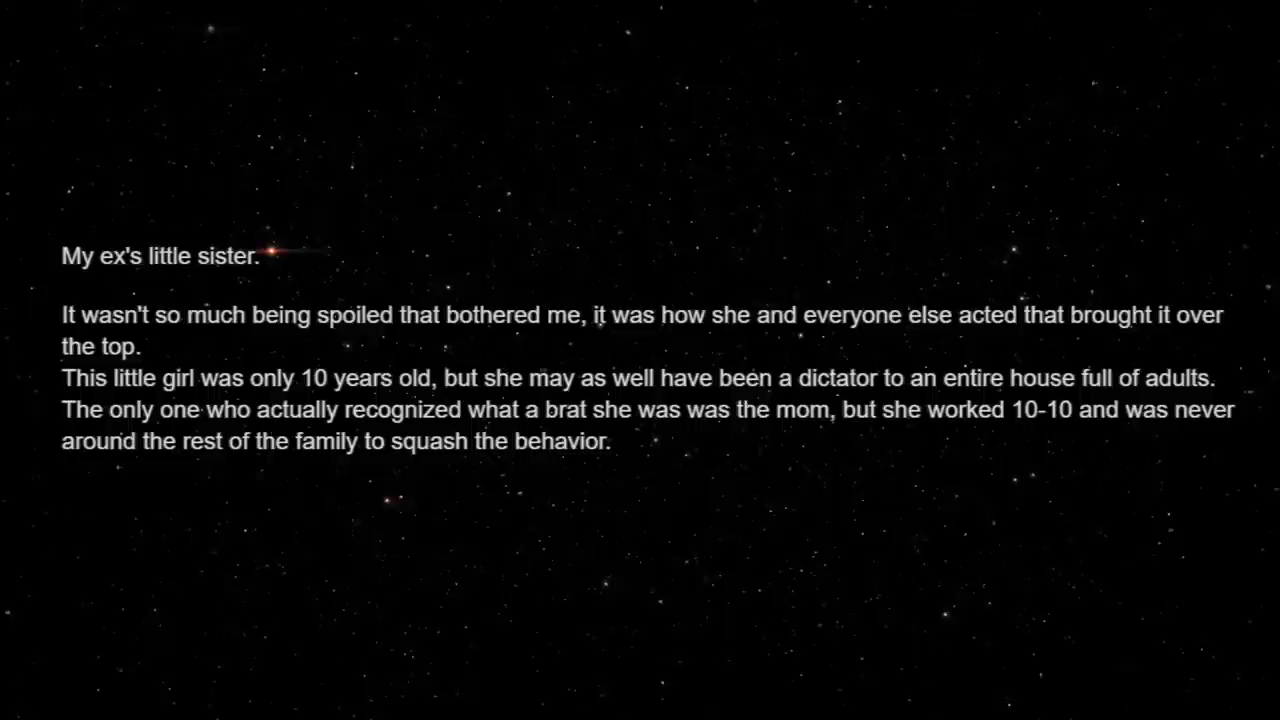 My ex's little sister.
It wasn't so much being spoiled that bothered me, it was how she and everyone else acted that brought it over
the top.
This little girl was only 10 years old, but she may as well have been a dictator to an entire house full of adults.
The only one who actually recognized what a brat she was was the mom, but she worked 10-10 and was never
around the rest of the family to squash the behavior.